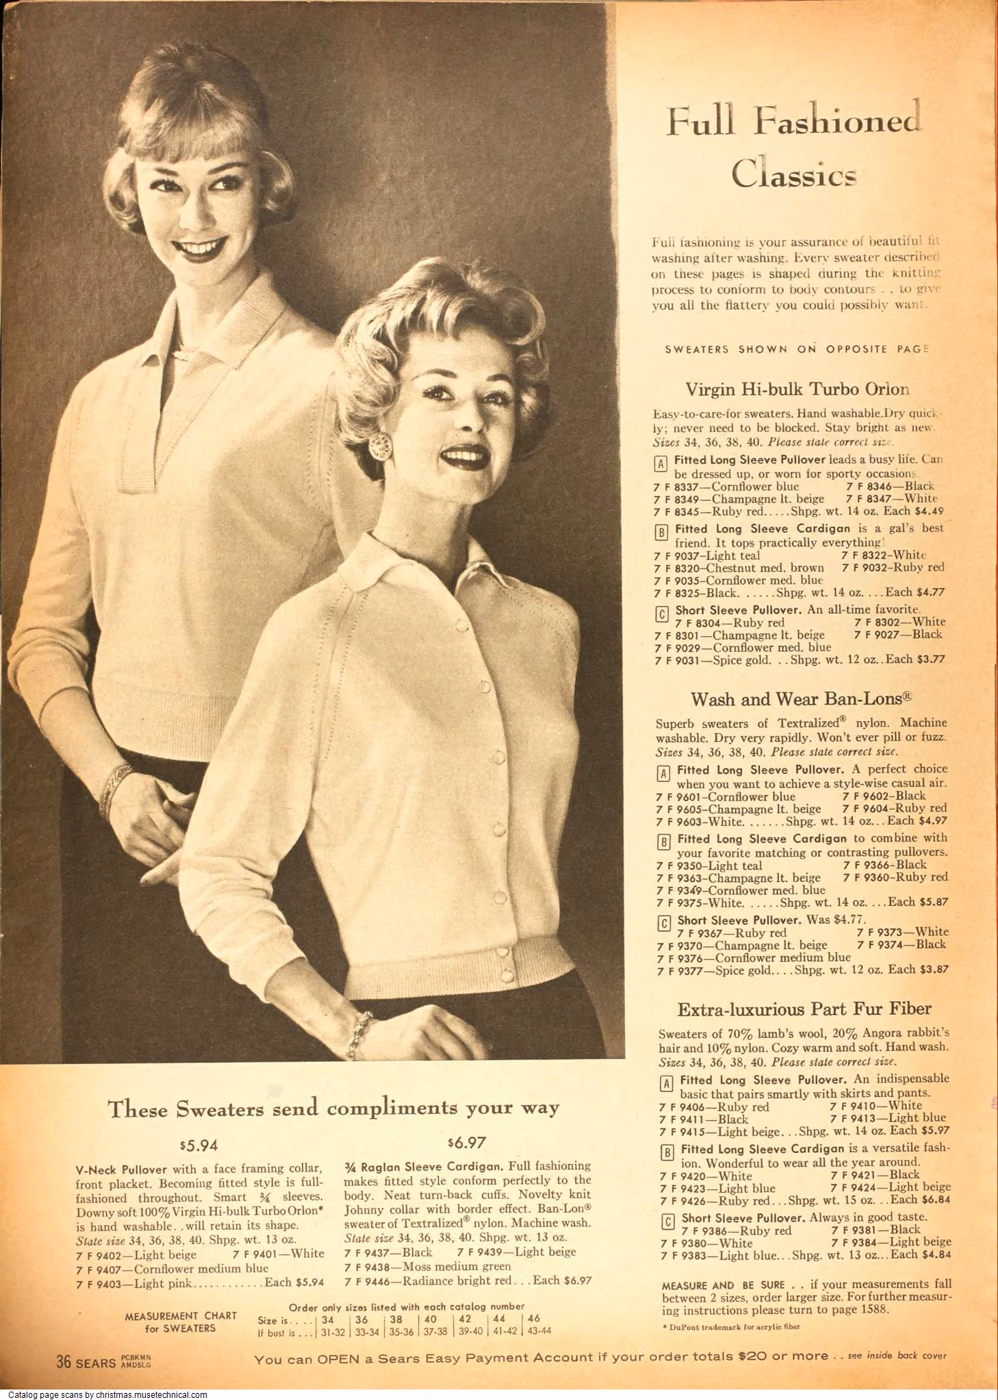 Full Fashioned
Classics
Full fashioning is your assurance of beautiful fit
washing after washing. Every sweater described
on these pages is shaped during the knitting
process to conform to body contours . . to give
you all the flattery you could possibly want.
SWEATERS SHOWN ON OPPOSITE PAGE
Virgin Hi-bulk Turbo Orlon
Easy-to-care-for sweaters. Hand washable. Dry quick-
ly; never need to be blocked. Stay bright as new.
Sizes 34, 36, 38, 40. Please state correct size.
A Fitted Long Sleeve Pullover leads a busy life. Can
be dressed up, or worn for sporty occasions.
7 F 8337—Cornflower blue 7 F 8346—Black
7 F 8349—Champagne lt. beige 7 F 8347—White
7 F 8345—Ruby red.....Shpg. wt. 14 oz. Each $4.49
B Fitted Long Sleeve Cardigan is a gal's best
friend. It tops practically everything!
7 F 9037-Light teal 7 F 8322-White
7 F 8320-Chestnut med. brown 7 F 9032-Ruby red
7 F 9035-Cornflower med. blue
7 F 8325-Black.......Shpg. wt. 14 oz. ...Each $4.77
C Short Sleeve Pullover. An all-time favorite.
7 F 8304—Ruby red 7 F 8302—White
7 F 8301—Champagne lt. beige 7 F 9027—Black
7 F 9029—Cornflower med. blue
7 F 9031—Spice gold. . .Shpg. wt. 12 oz..Each $3.77
Wash and Wear Ban-Lons®
Superb sweaters of Textralized® nylon. Machine
washable. Dry very rapidly. Won't ever pill or fuzz.
Sizes 34, 36, 38, 40. Please state correct size.
A Fitted Long Sleeve Pullover. A perfect choice
when you want to achieve a style-wise casual air.
7 F 9601-Cornflower blue 7 F 9602-Black
7 F 9605-Champagne lt. beige 7 F 9604-Ruby red
7 F 9603-White........Shpg. wt. 14 oz...Each $4.97
B Fitted Long Sleeve Cardigan to combine with
your favorite matching or contrasting pullovers.
7 F 9350-Light teal 7 F 9366-Black
7 F 9363-Champagne lt. beige 7 F 9360-Ruby red
7 F 9349-Cornflower med. blue
7 F 9375-White. .....Shpg. wt. 14 oz. ...Each $5.87
C Short Sleeve Pullover. Was $4.77.
7 F 9367—Ruby red 7 F 9373—White
7 F 9370—Champagne lt. beige 7 F 9374—Black
7 F 9376—Cornflower medium blue
7 F 9377—Spice gold....Shpg. wt. 12 oz. Each $3.87
Extra-luxurious Part Fur Fiber
Sweaters of 70% lamb's wool, 20% Angora rabbit's
hair and 10% nylon. Cozy warm and soft. Hand wash.
Sizes 34, 36, 38, 40. Please state correct size.
A Fitted Long Sleeve Pullover. An indispensable
basic that pairs smartly with skirts and pants.
7 F 9406—Ruby red 7 F 9410—White
7 F 9411—Black 7 F 9413—Light blue
7 F 9415—Light beige...Shpg. wt. 14 oz. Each $5.97
B Fitted Long Sleeve Cardigan is a versatile fash-
ion. Wonderful to wear all the year around.
7 F 9420—White 7 F 9421—Black
7 F 9423—Light blue 7 F 9424—Light beige
7 F 9426—Ruby red...Shpg. wt. 15 oz. . .Each $6.84
C Short Sleeve Pullover. Always in good taste.
7 F 9386—Ruby red 7 F 9381—Black
7 F 9380—White 7 F 9384—Light beige
7 F 9383—Light blue...Shpg. wt. 13 oz...Each $4.84
MEASURE AND BE SURE . . if your measurements fall
between 2 sizes, order larger size. For further measur-
ing instructions please turn to page 1588.
* DuPont trademark for acrylic fiber
These Sweaters send compliments your way
$5.94
V-Neck Pullover with a face framing collar,
front placket. Becoming fitted style is full-
fashioned throughout. Smart ¾ sleeves.
Downy soft 100% Virgin Hi-bulk Turbo Orlon*
is hand washable. . will retain its shape.
State size 34, 36, 38, 40. Shpg. wt. 13 oz.
7 F 9402—Light beige 7 F 9401—White
7 F 9407—Cornflower medium blue
7 F 9403—Light pink............Each $5.94
$6.97
¾ Raglan Sleeve Cardigan. Full fashioning
makes fitted style conform perfectly to the
body. Neat turn-back cuffs. Novelty knit
Johnny collar with border effect. Ban-Lon®
sweater of Textralized® nylon. Machine wash.
State size 34, 36, 38, 40. Shpg. wt. 13 oz.
7 F 9437—Black 7 F 9439—Light beige
7 F 9438—Moss medium green
7 F 9446—Radiance bright red. . .Each $6.97
MEASUREMENT CHART
for SWEATERS
Order only sizes listed with each catalog number
Size is.... 34 36 38 40 42 44 46
If bust is... 31-32 33-34 35-36 37-38 39-40 41-42 43-44
36 SEARS PCBKMN AMDSLG
You can OPEN a Sears Easy Payment Account if your order totals $20 or more . . see inside back cover
Catalog page scans by christmas.musetechnical.com